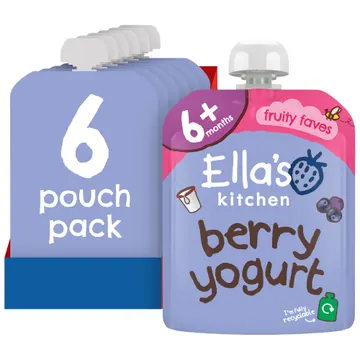 6
pouch
pack
6+
months
fruity faves
Ella's
kitchen
berry
yogurt
I'm fully
recyclable